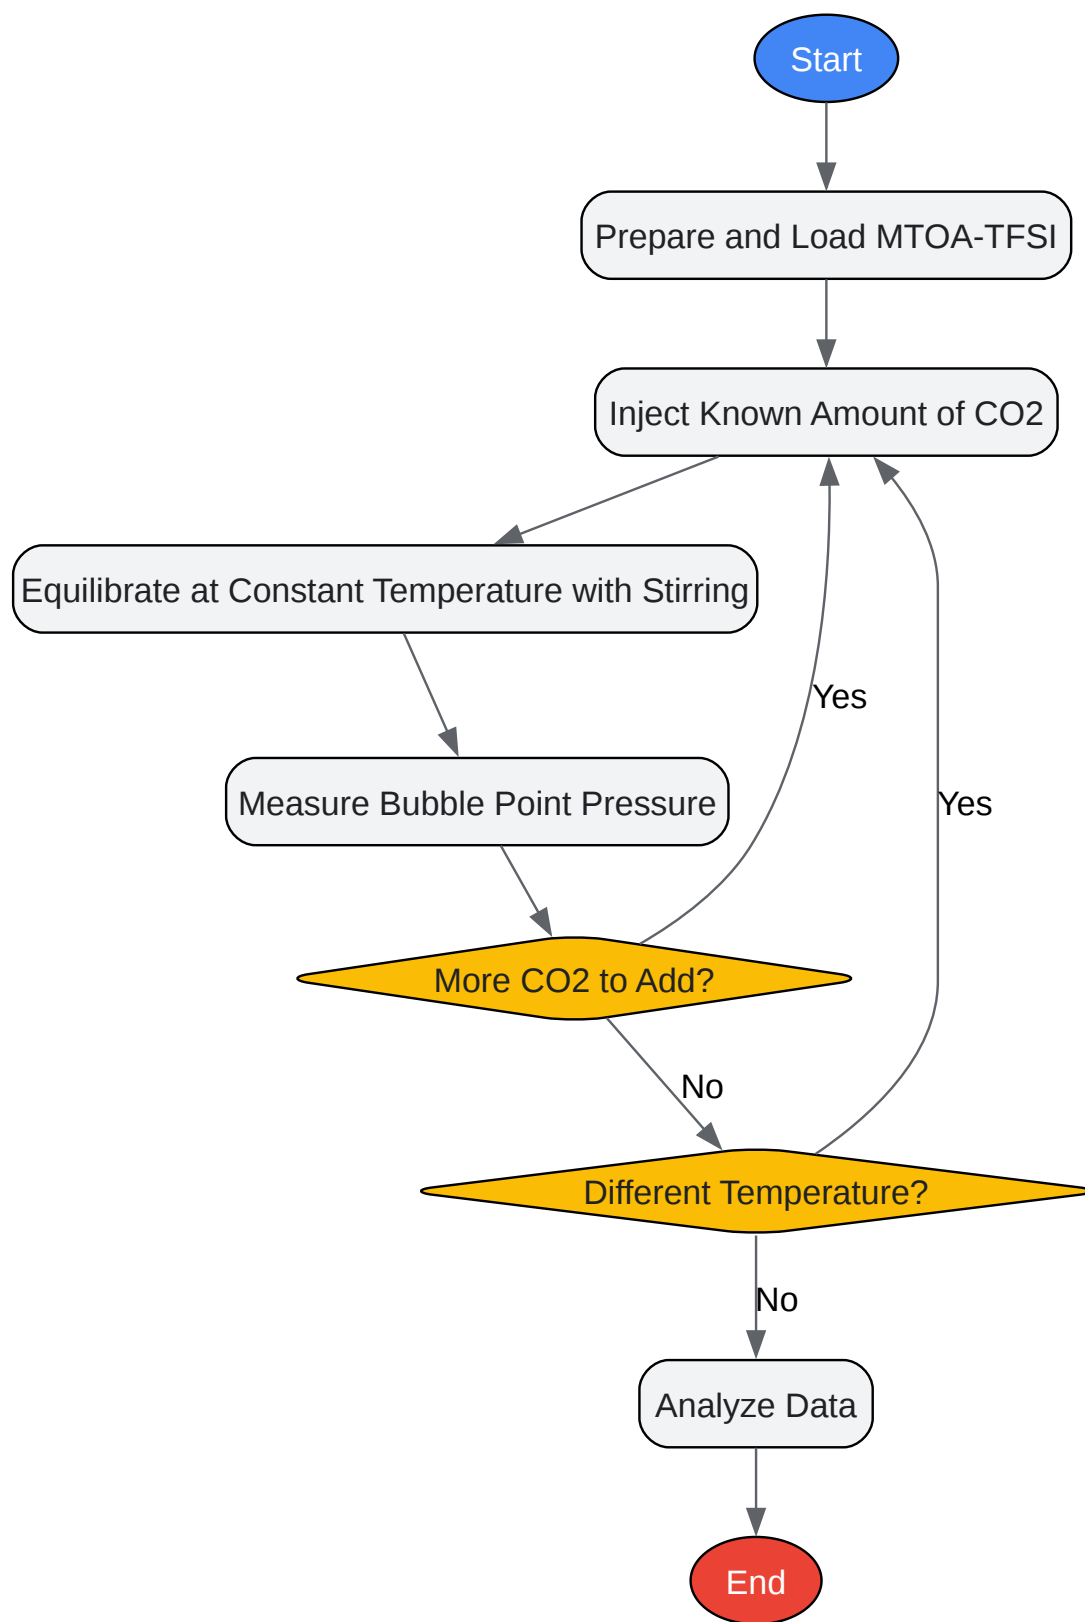 Start
Prepare and Load MTOA-TFSI
Inject Known Amount of CO2
Equilibrate at Constant Temperature with Stirring
Yes
Measure Bubble Point Pressure
Yes
More CO2 to Add?
No
Different Temperature?
No
Analyze Data
End